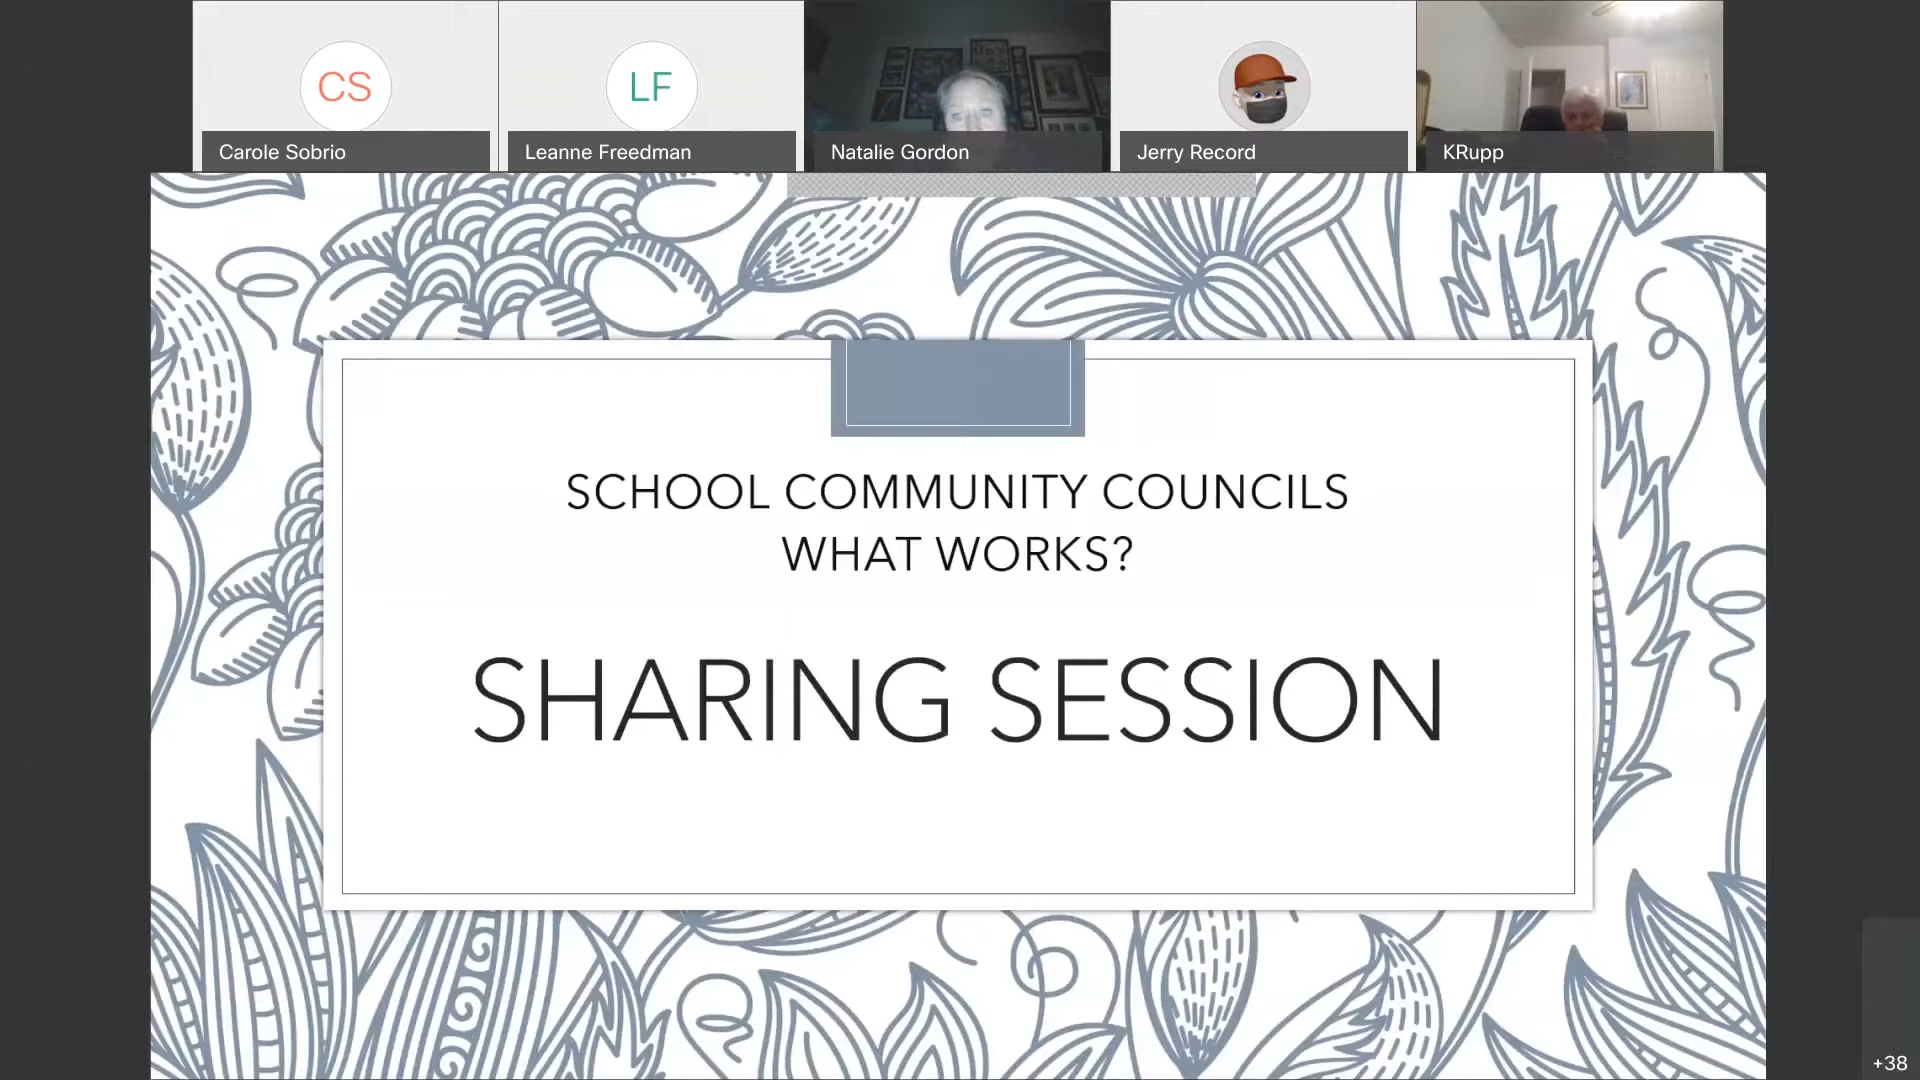 CS
LF
Carole Sobrio
Leanne Freedman
Natalie Gordon
Jerry Record
KRupp
SCHOOL COMMUNITY COUNCILS
WHAT WORKS?
SHARING SESSION
+38